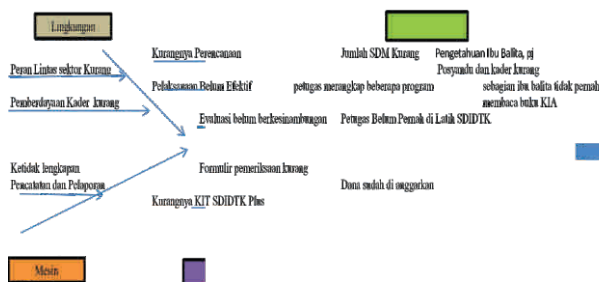 Lingkungan
Kurangnya Perencanaan
Jumlah SDM Kurang
Pengetahuan Ibu Balita, pj
Posyandu dan kader kurang
Peran Lintas sektor Kurang
Pelaksanaan Belum Efektif
petugas merangkap beberapa program
sebagian ibu balita tidak pernah
membaca buku KIA
Pemberdayaan Kader kurang
Evaluasi belum berkesinambungan
Petugas Belum Pernah di Latih SDIDTK
Ketidak lengkapan
Pencatatan dan Pelaporan
Formulir pemeriksaan kurang
Dana sudah di anggarkan
Kurangnya KIT SDIDTK Plus
Mesin